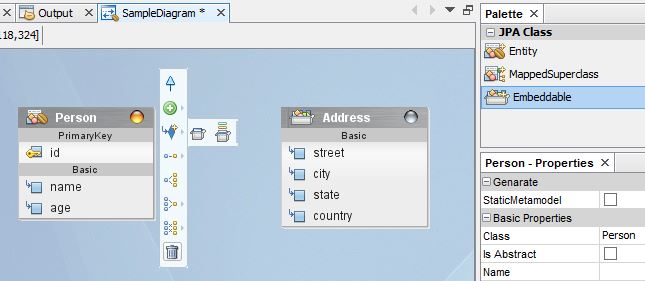 Output
SampleDiagram *
18,324]
Person
PrimaryKey
id
Basic
name
age
Address
Basic
street
city
state
country
Palette
JPA Class
Entity
MappedSuperclass
Embeddable
Person - Properties
Genarate
StaticMetamodel
Basic Properties
Class Person
Is Abstract
Name